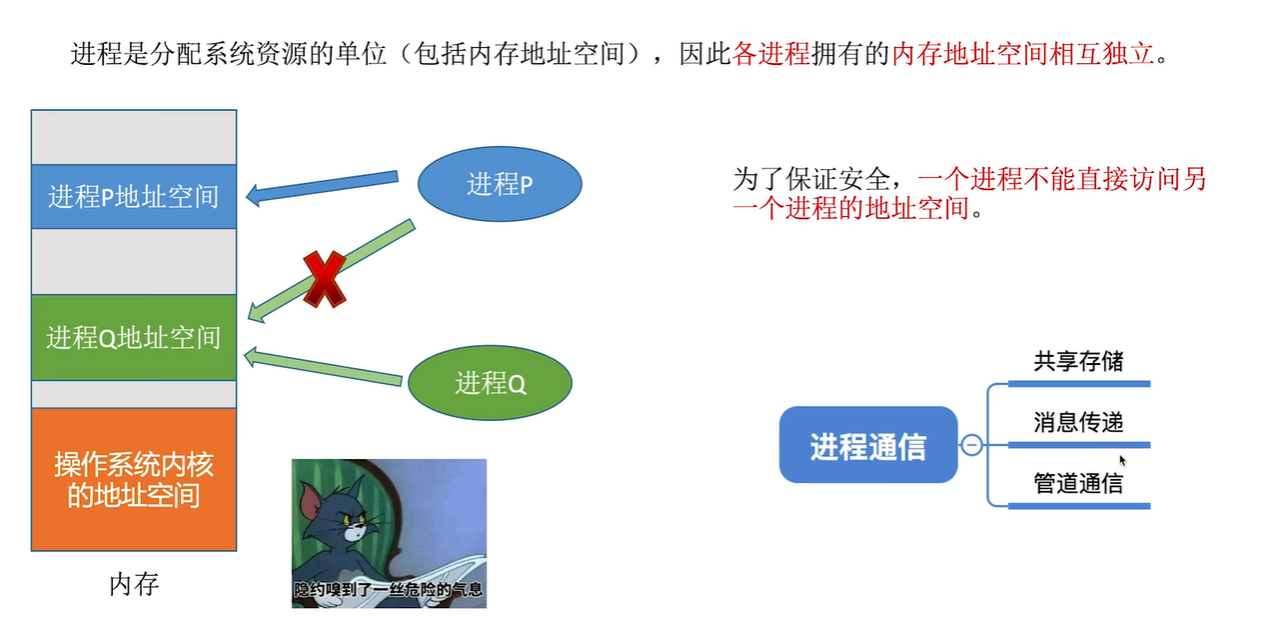 进程是分配系统资源的单位（包括内存地址空间），因此各进程拥有的内存地址空间相互独立。
进程P地址空间
进程P
为了保证安全，一个进程不能直接访问另
一个进程的地址空间。
进程Q地址空间
进程Q
操作系统内核
的地址空间
内存
隐约嗅到了一丝危险的气息
进程通信
共享存储
消息传递
管道通信